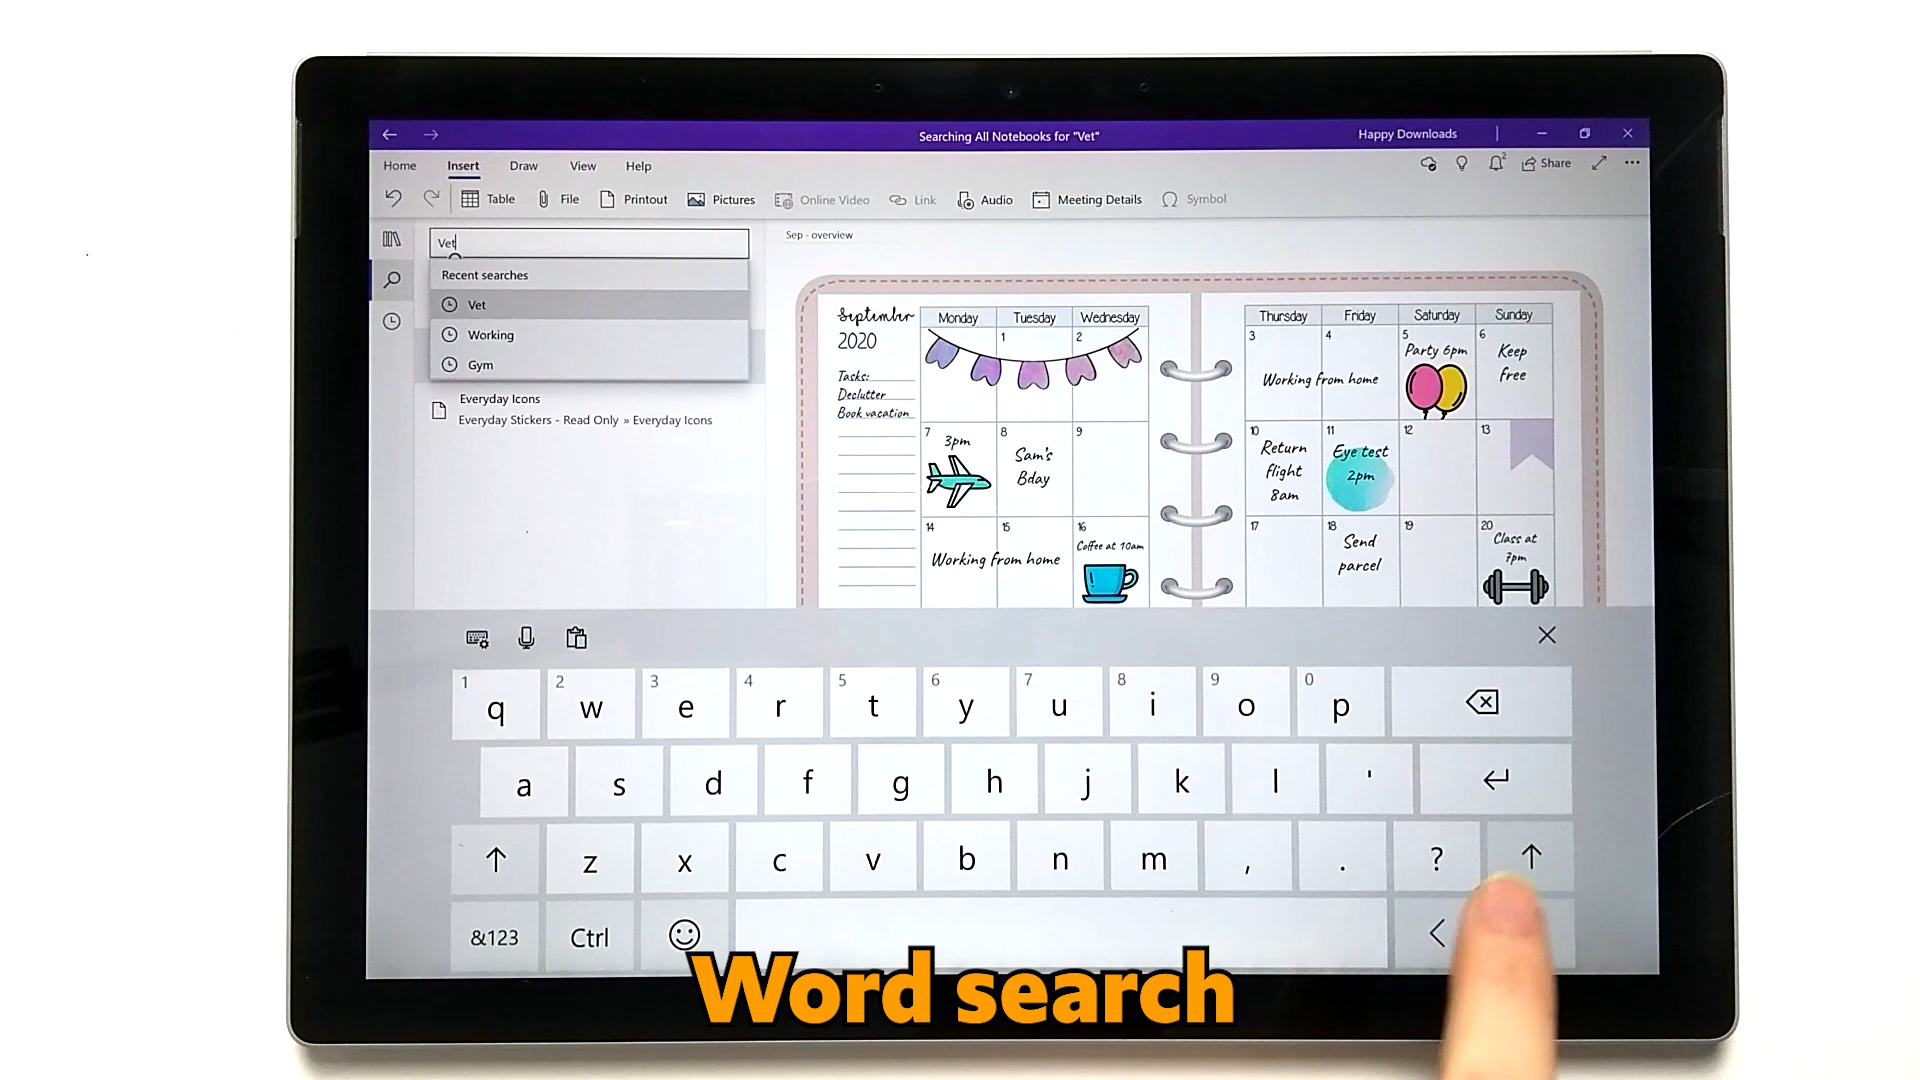 Searching All Notebooks for "Vet"
Happy Downloads
Home Insert Draw View Help
2 Share
Table File Printout Pictures Online Video Link Audio Meeting Details Symbol
Vet
Recent searches
Vet
Working
Gym
Everyday Icons
Everyday Stickers - Read Only » Everyday Icons
Sep - overview
September
2020
Tasks:
Declutter
Book vacation
Monday Tuesday Wednesday Thursday Friday Saturday Sunday
1 2 3 4 5 6
Working from home
Party 6pm
Keep
free
7 8 9 10 11 12 13
3pm
Sam's
Bday
Return
flight
8am
Eye test
2pm
14 15 16 17 18 19 20
Working from home
Coffee at 10am
Send
parcel
Class at
7pm
1 2 3 4 5 6 7 8 9 0
q w e r t y u i o p
a s d f g h j k l '
z x c v b n m , . ?
&123 Ctrl <
Word search